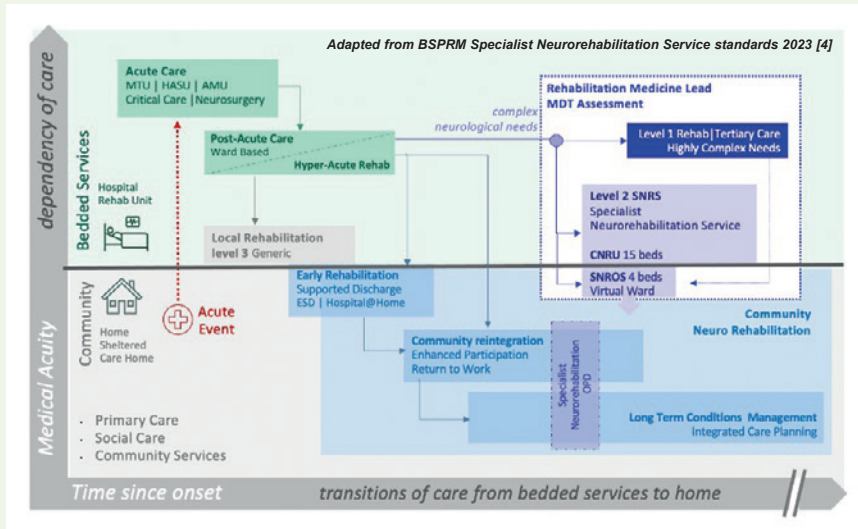 Adapted from BSPRM Specialist Neurorehabilitation Service standards 2023 [4]
dependency of care
Medical Acuity
Bedded Services
Community
Acute Care
MTU | HASU | AMU
Critical Care |Neurosurgery
Post-Acute Care
Ward Based
Hyper-Acute Rehab
complex
neurological needs
Rehabilitation Medicine Lead
MDT Assessment
Level 1 Rehab|Tertiary Care
Highly Complex Needs
Level 2 SNRS
Specialist
Neurorehabilitation Service
CNRU 15 beds
SNROS 4 beds
Virtual Ward
Hospital
Rehab Unit
Local Rehabilitation
level 3 Generic
Early Rehabilitation
Supported Discharge
ESD | Hospital@Home
Acute
Event
Home
Sheltered
Care Home
Community
Neuro Rehabilitation
Community reintegration
Enhanced Participation
Return to Work
Specialist
Neurorehabilitation
OPD
Long Term Conditions Management
Integrated Care Planning
· Primary Care
· Social Care
· Community Services
Time since onset
transitions of care from bedded services to home